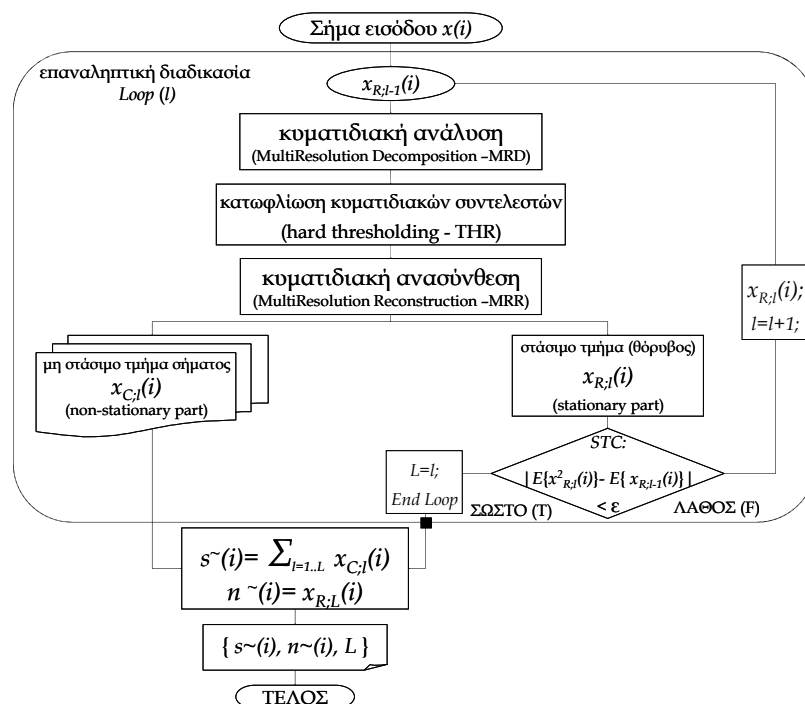 Σήμα εισόδου x(i)
επαναληπτική διαδικασία
Loop (l)
x_{R;l-1}(i)
κυματιδιακή ανάλυση
(MultiResolution Decomposition –MRD)
κατωφλίωση κυματιδιακών συντελεστών
(hard thresholding - THR)
κυματιδιακή ανασύνθεση
(MultiResolution Reconstruction –MRR)
x_{R;l}(i);
l=l+1;
μη στάσιμο τμήμα σήματος
x_{C;l}(i)
(non-stationary part)
στάσιμο τμήμα (θόρυβος)
x_{R;l}(i)
(stationary part)
STC:
| E{x²_{R;l}(i)}- E{ x_{R;l-1}(i)} |
< ε
L=l;
End Loop
ΣΩΣΤΟ (T)
ΛΑΘΟΣ (F)
s~(i)= ∑_{l=1..L} x_{C;l}(i)
n ~(i)= x_{R;L}(i)
{ s~(i), n~(i), L }
ΤΕΛΟΣ